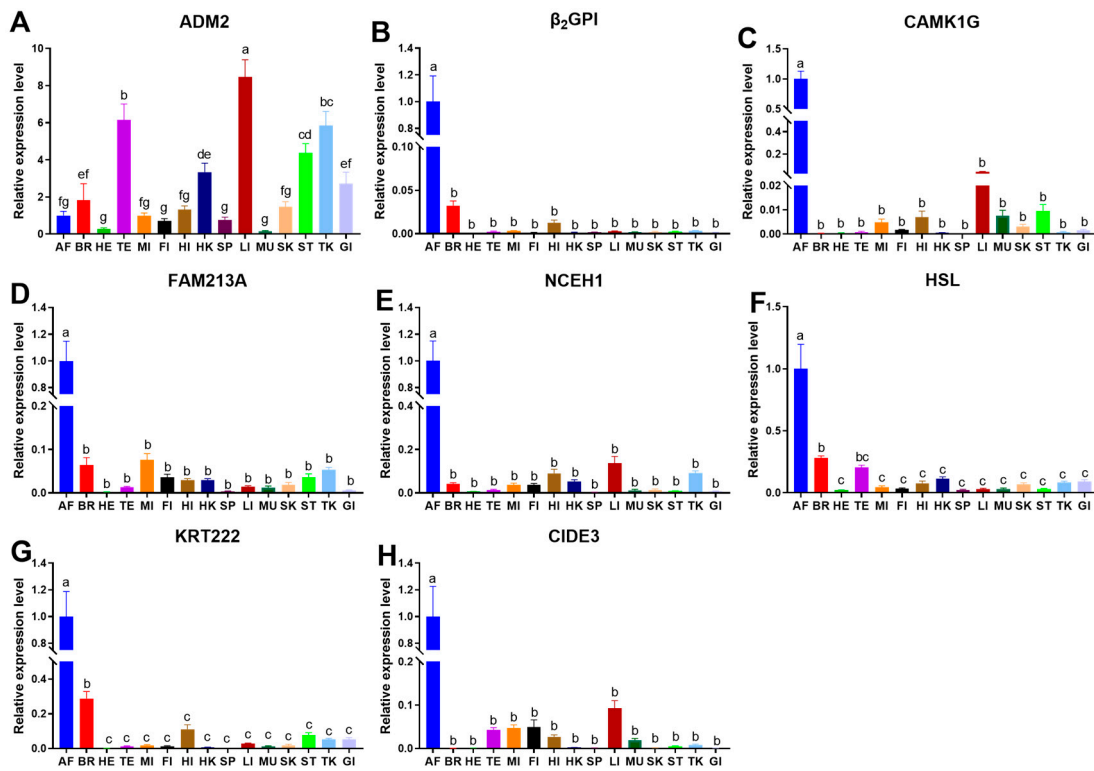 A
ADM2
Relative expression level
10
8
6
4
2
0
fg ef g b fg g fg de g a g fg cd bc ef
AF BR HE TE MI FI HI HK SP LI MU SK ST TK GI
B
β₂GPI
Relative expression level
1.4
1.2
1.0
0.8
0.10
0.05
0.00
a b b b b b b b b b b b b b b
AF BR HE TE MI FI HI HK SP LI MU SK ST TK GI
C
CAMK1G
Relative expression level
1.5
1.0
0.5
0.4
0.2
0.02
0.01
0.00
a b b b b b b b b b b b b b b
AF BR HE TE MI FI HI HK SP LI MU SK ST TK GI
D
FAM213A
Relative expression level
1.4
1.2
1.0
0.8
0.2
0.1
0.0
a b b b b b b b b b b b b b b
AF BR HE TE MI FI HI HK SP LI MU SK ST TK GI
E
NCEH1
Relative expression level
1.4
1.2
1.0
0.8
0.4
0.2
0.0
a b b b b b b b b b b b b b b
AF BR HE TE MI FI HI HK SP LI MU SK ST TK GI
F
HSL
Relative expression level
1.5
1.0
0.5
0.0
a b c bc c c c c c c c c c c c
AF BR HE TE MI FI HI HK SP LI MU SK ST TK GI
G
KRT222
Relative expression level
1.4
1.2
1.0
0.8
0.4
0.2
0.0
a b c c c c c c c c c c c c c
AF BR HE TE MI FI HI HK SP LI MU SK ST TK GI
H
CIDE3
Relative expression level
1.4
1.2
1.0
0.8
0.2
0.1
0.0
a b b b b b b b b b b b b b b
AF BR HE TE MI FI HI HK SP LI MU SK ST TK GI